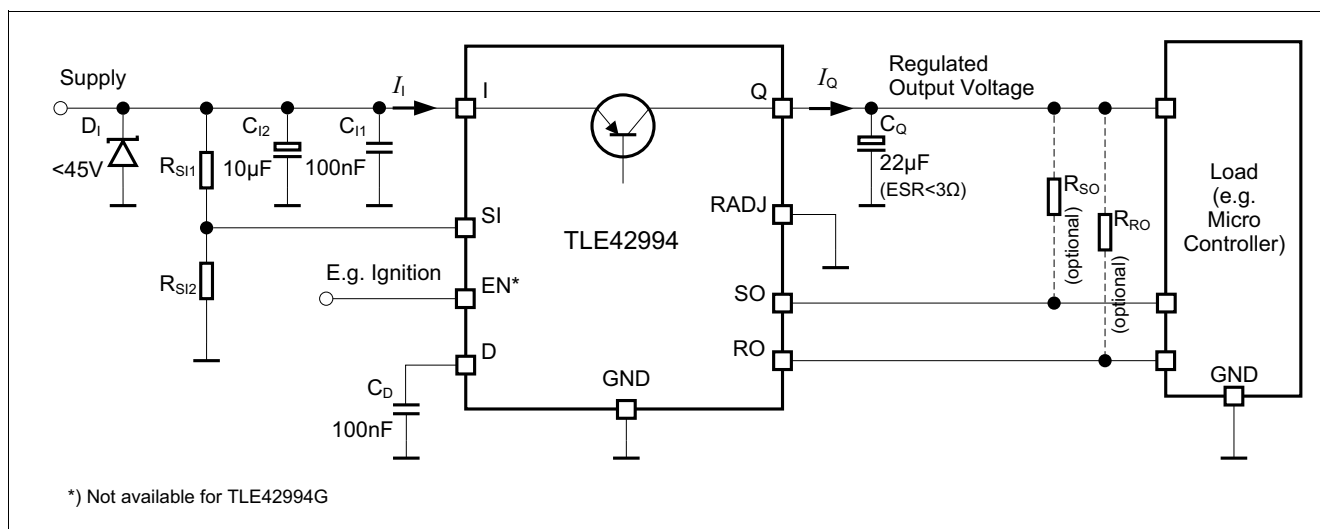 Supply
D_I
<45V
R_SI1
C_I2
10µF
C_I1
100nF
I_I
I
Q
I_Q
Regulated
Output Voltage
C_Q
22µF
(ESR<3Ω)
R_SO
(optional)
R_RO
(optional)
Load
(e.g.
Micro
Controller)
SI
RADJ
TLE42994
R_SI2
E.g. Ignition
EN*
SO
D
RO
C_D
100nF
GND
GND
*) Not available for TLE42994G